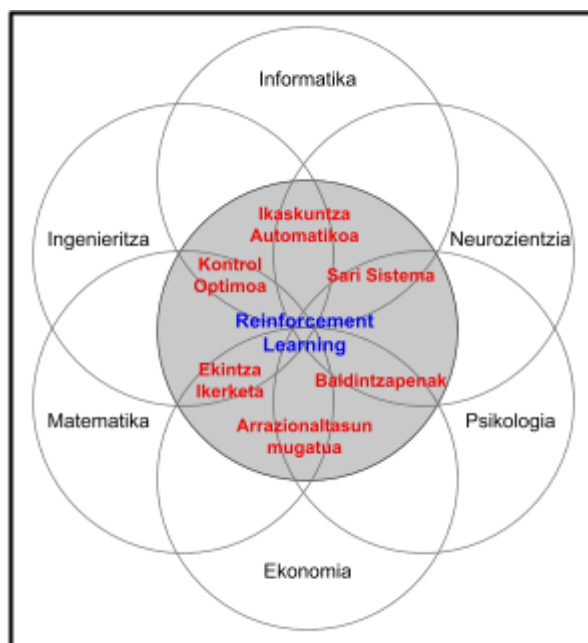 Informatika
Ikaskuntza
Automatikoa
Ingenieritza
Neurozientzia
Kontrol
Optimoa
Sari Sistema
Reinforcement
Learning
Ekintza
Ikerketa
Baldintzapenak
Matematika
Psikologia
Arrazionaltasun
mugatua
Ekonomia